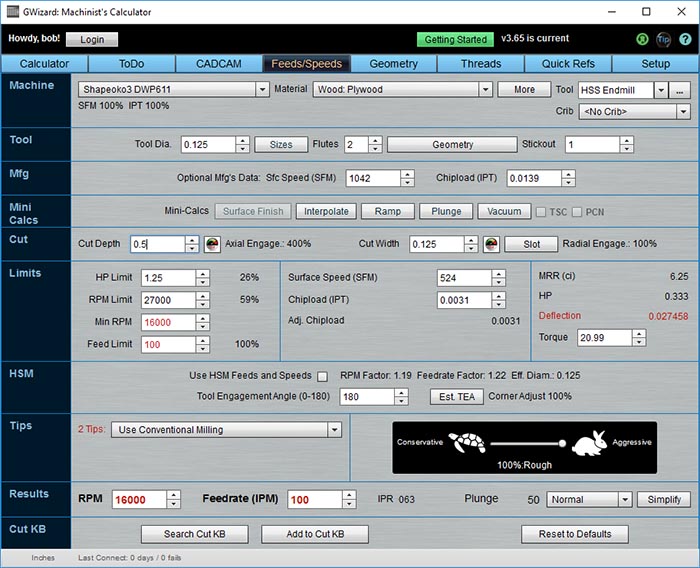 GWizard: Machinist's Calculator
Howdy, bob! Login Getting Started v3.65 is current Tip ?
Calculator ToDo CADCAM Feeds/Speeds Geometry Threads Quick Refs Setup
Machine Shapeoko3 DWP611 Material Wood: Plywood More Tool HSS Endmill ...
SFM 100% IPT 100% Crib <No Crib>
Tool Tool Dia. 0.125 Sizes Flutes 2 Geometry Stickout 1
Mfg Optional Mfg's Data: Sfc Speed (SFM) 1042 Chipload (IPT) 0.0139
Mini Calcs Mini-Calcs Surface Finish Interpolate Ramp Plunge Vacuum TSC PCN
Cut Cut Depth 0.5 Axial Engage.: 400% Cut Width 0.125 Slot Radial Engage.: 100%
Limits HP Limit 1.25 26% Surface Speed (SFM) 524 MRR (ci) 6.25
RPM Limit 27000 59% Chipload (IPT) 0.0031 HP 0.333
Min RPM 16000 Adj. Chipload 0.0031 Deflection 0.027458
Feed Limit 100 100% Torque 20.99
HSM Use HSM Feeds and Speeds RPM Factor: 1.19 Feedrate Factor: 1.22 Eff. Diam.: 0.125
Tool Engagement Angle (0-180) 180 Est. TEA Corner Adjust 100%
Tips 2 Tips: Use Conventional Milling Conservative Aggressive
100%:Rough
Results RPM 16000 Feedrate (IPM) 100 IPR 063 Plunge 50 Normal Simplify
Cut KB Search Cut KB Add to Cut KB Reset to Defaults
Inches Last Connect: 0 days / 0 fails